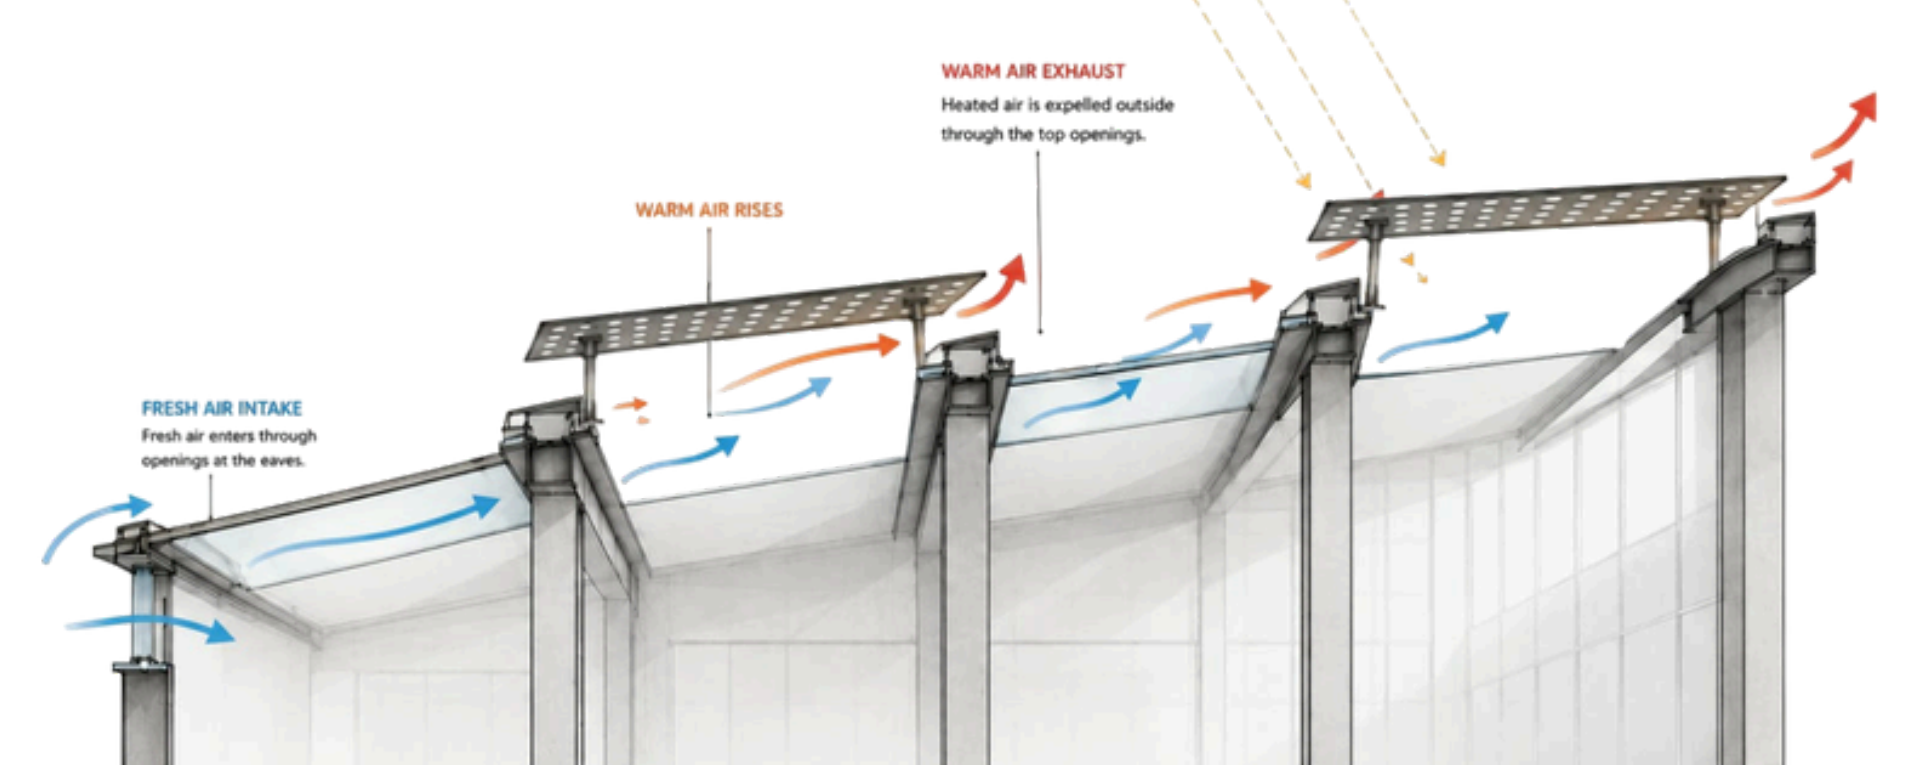 WARM AIR EXHAUST
Heated air is expelled outside
through the top openings.
WARM AIR RISES
FRESH AIR INTAKE
Fresh air enters through
openings at the eaves.